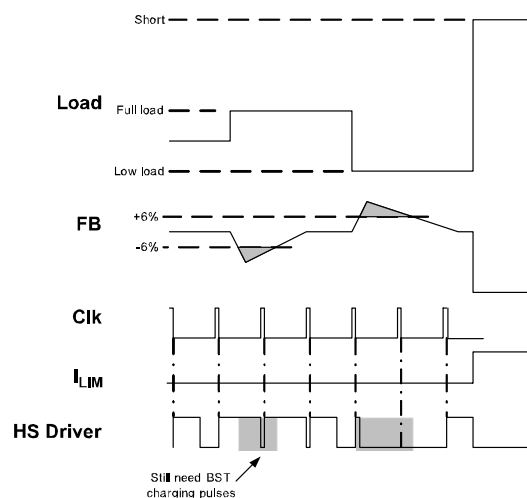 Short
Load
Full load
Low load
FB
+6%
-6%
Clk
ILIM
HS Driver
Still need BST
charging pulses